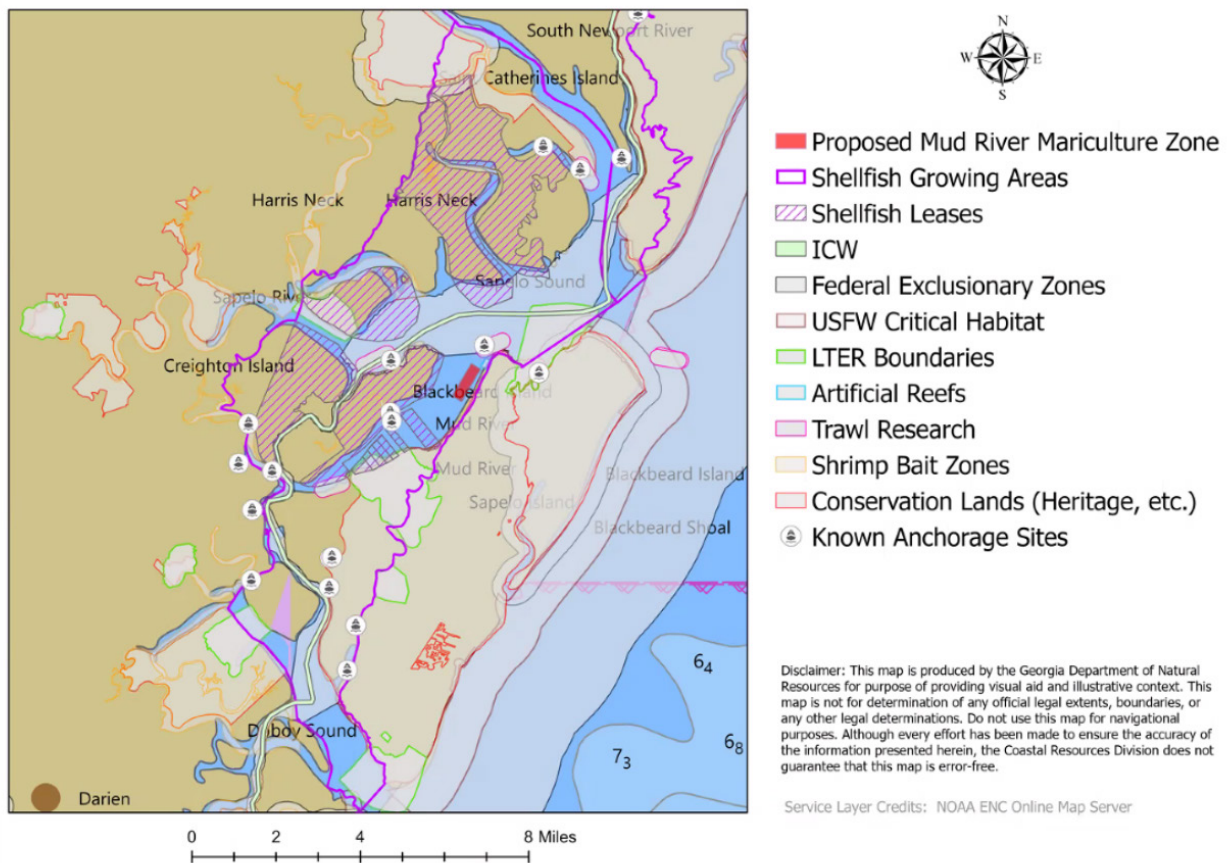 South Newport River
Catherines Island
Harris Neck
Harris Neck
Sapelo Sound
Sapelo River
Creighton Island
Blackbeard Island
Mud River
Mud River
Blackbeard Island
Sapelo Island
Blackbeard Shoal
Doboy Sound
Darien
6₄
6₈
7₃
0 2 4 8 Miles
N
W E
S
Proposed Mud River Mariculture Zone
Shellfish Growing Areas
Shellfish Leases
ICW
Federal Exclusionary Zones
USFW Critical Habitat
LTER Boundaries
Artificial Reefs
Trawl Research
Shrimp Bait Zones
Conservation Lands (Heritage, etc.)
Known Anchorage Sites
Disclaimer: This map is produced by the Georgia Department of Natural
Resources for purpose of providing visual aid and illustrative context. This
map is not for determination of any official legal extents, boundaries, or
any other legal determinations. Do not use this map for navigational
purposes. Although every effort has been made to ensure the accuracy of
the information presented herein, the Coastal Resources Division does not
guarantee that this map is error-free.
Service Layer Credits: NOAA ENC Online Map Server